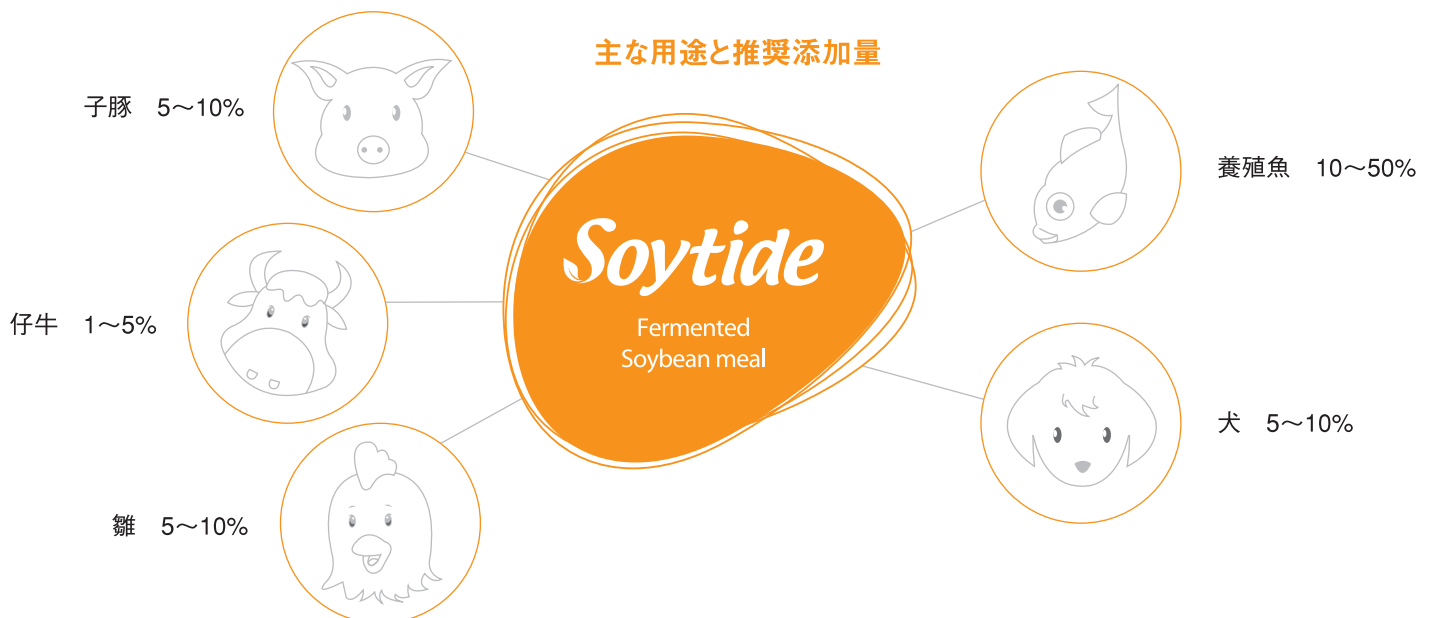 主な用途と推奨添加量
子豚　5〜10%
仔牛　1〜5%
雛　5〜10%
Soytide
Fermented
Soybean meal
養殖魚　10〜50%
犬　5〜10%